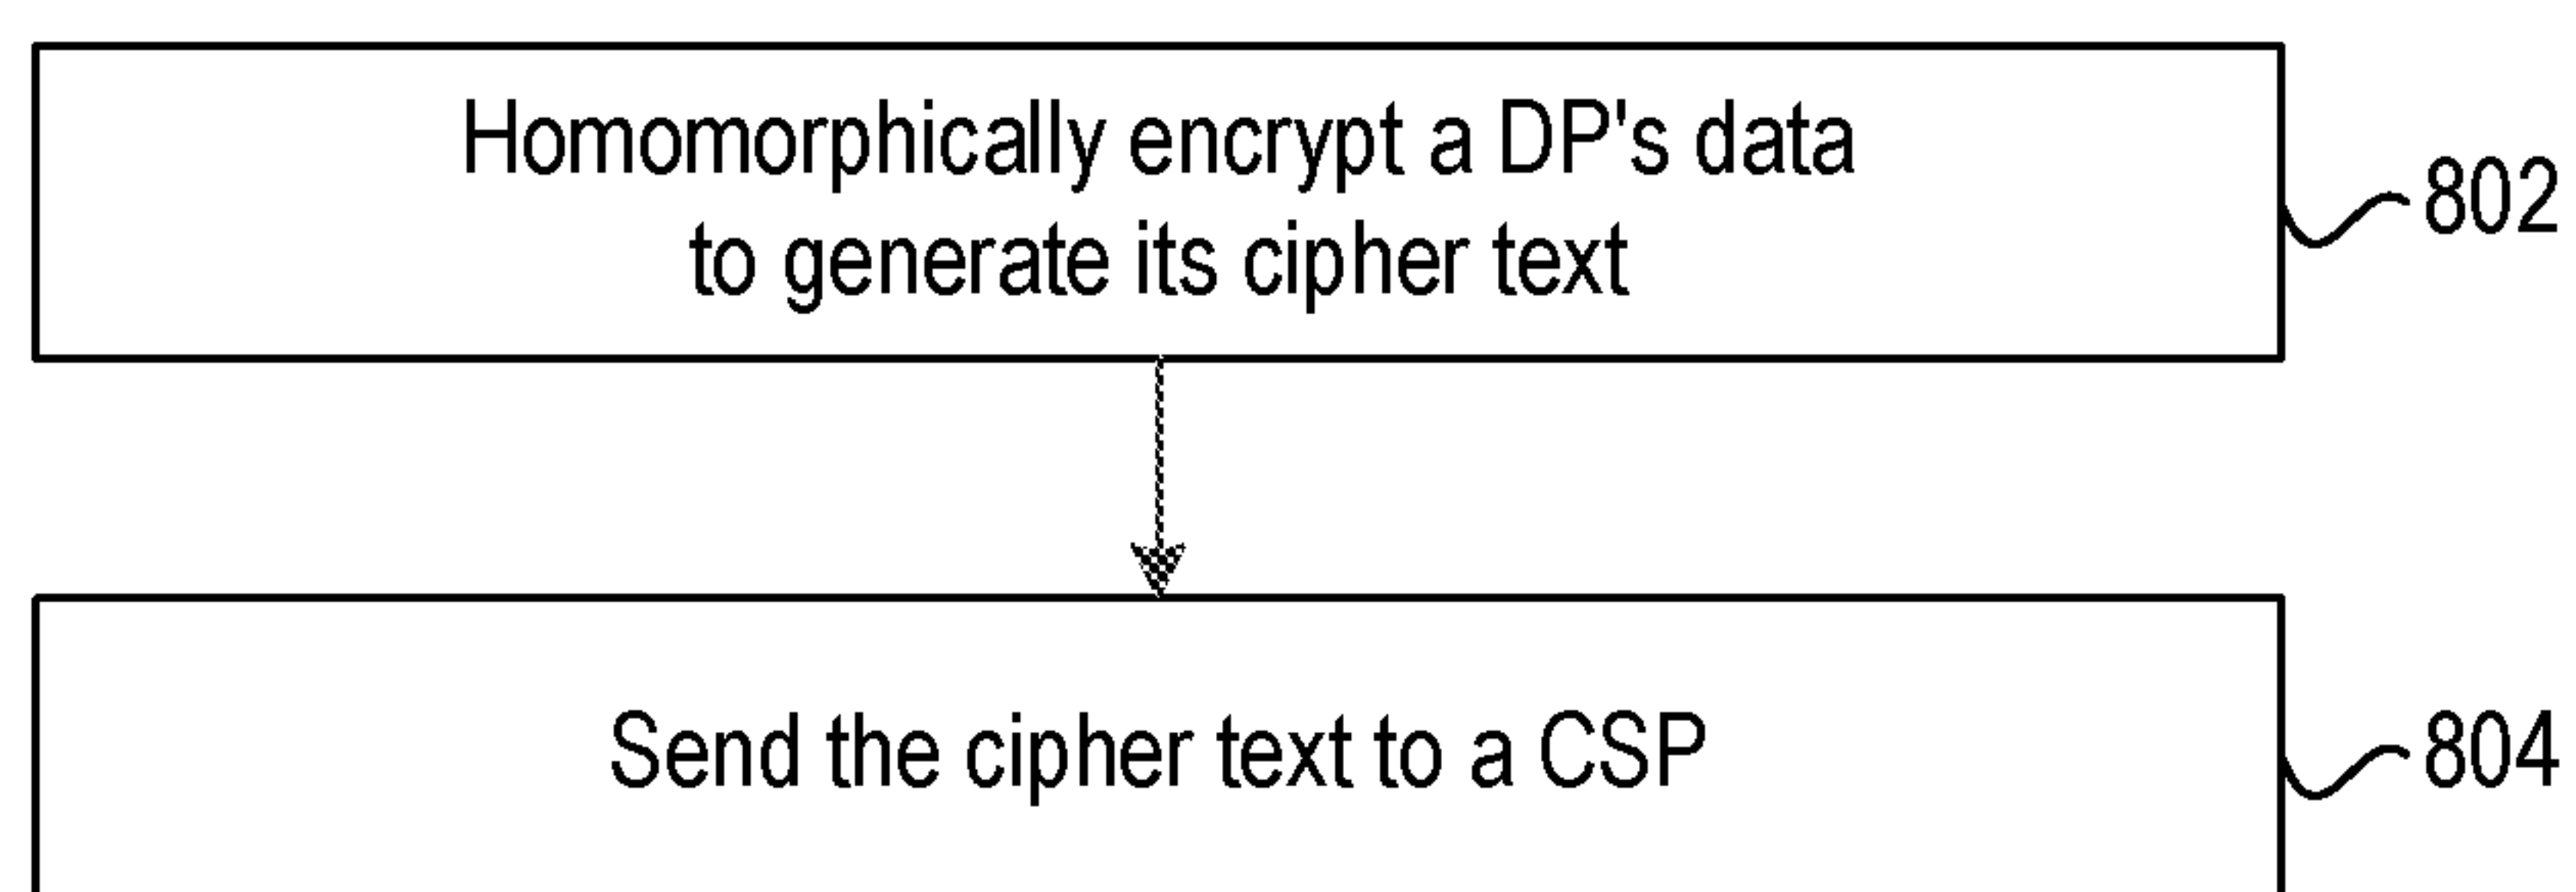 Homomorphically encrypt a DP's data
to generate its cipher text
802
Send the cipher text to a CSP
804